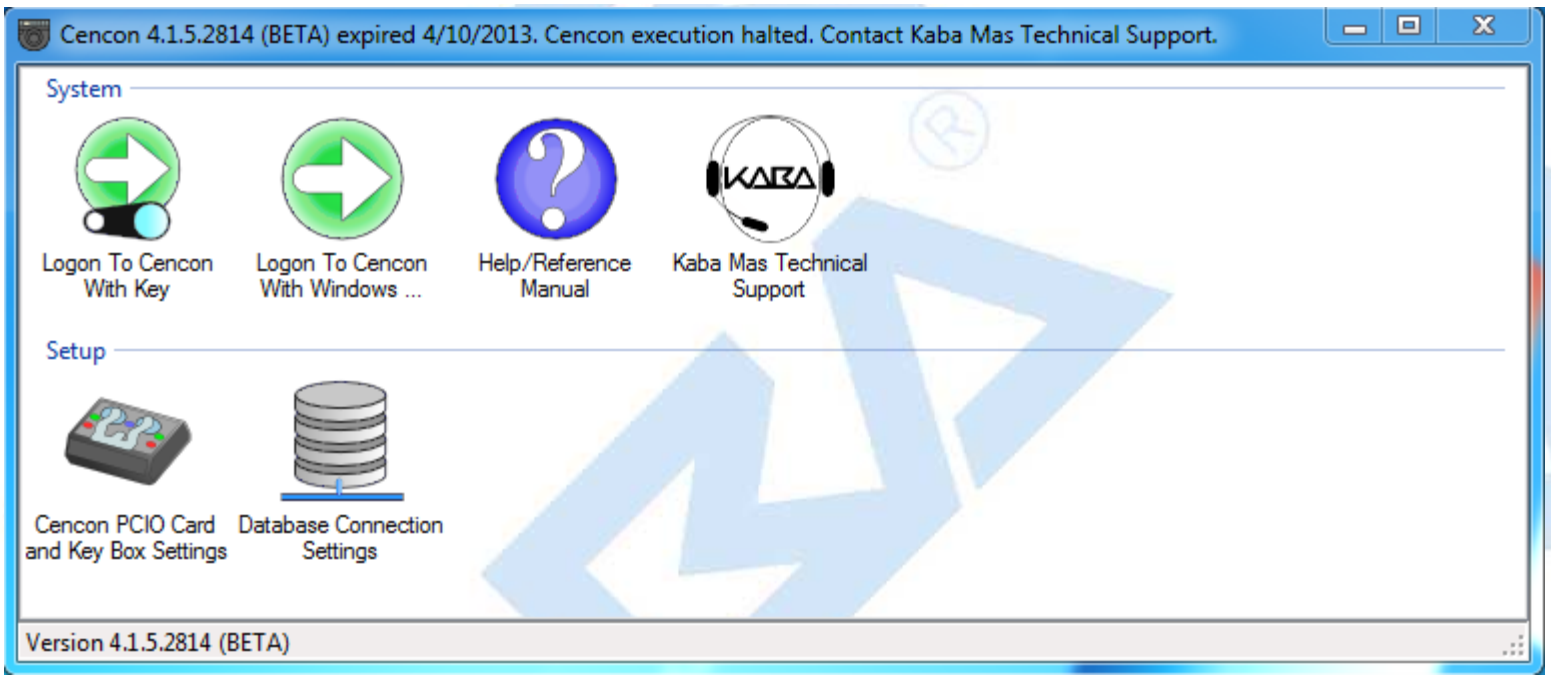 Cencon 4.1.5.2814 (BETA) expired 4/10/2013. Cencon execution halted. Contact Kaba Mas Technical Support.
System
KABA
Logon To Cencon
With Key
Logon To Cencon
With Windows ...
Help/Reference
Manual
Kaba Mas Technical
Support
Setup
Cencon PCIO Card
and Key Box Settings
Database Connection
Settings
Version 4.1.5.2814 (BETA)
®